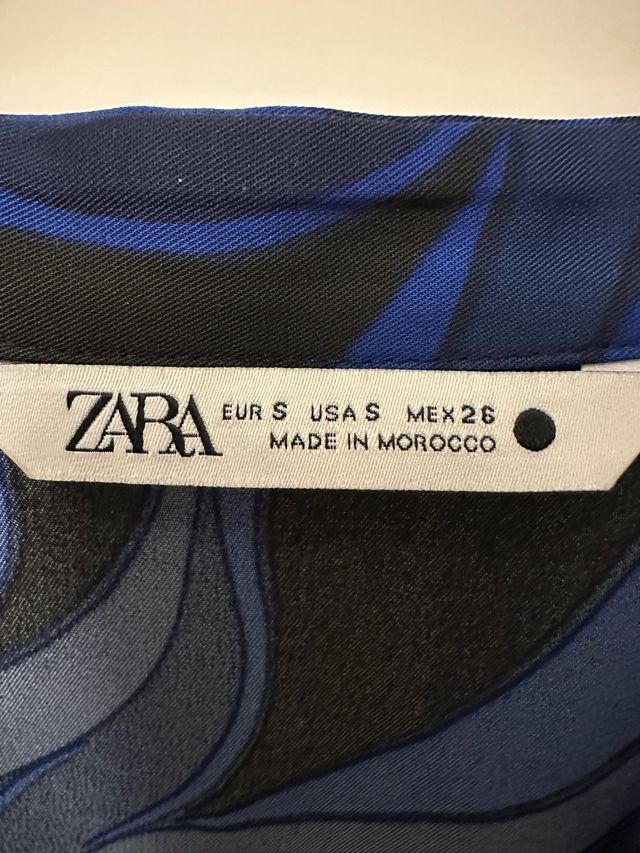 ZARA EUR S USA S MEX 26
MADE IN MOROCCO